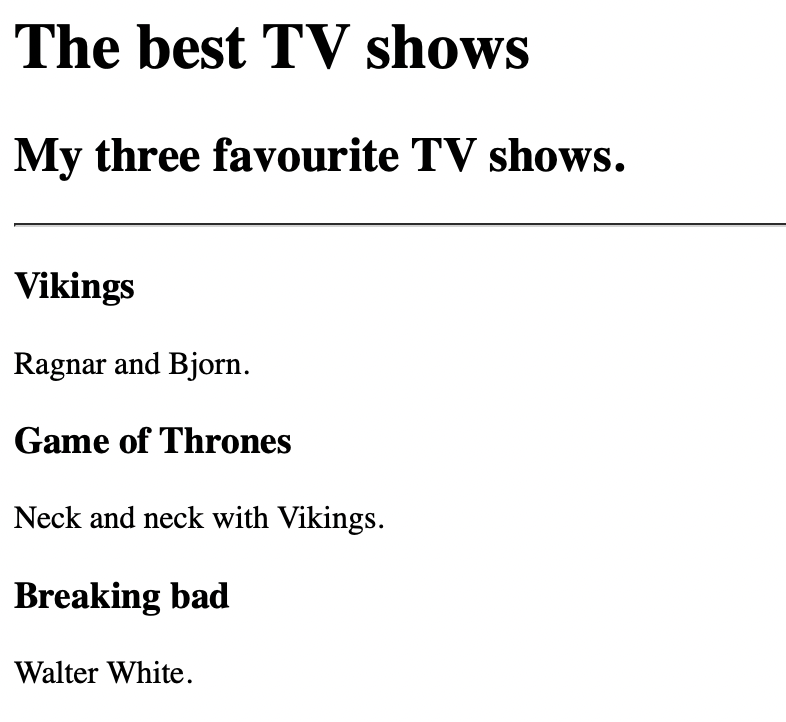 The best TV shows
My three favourite TV shows.
Vikings
Ragnar and Bjorn.
Game of Thrones
Neck and neck with Vikings.
Breaking bad
Walter White.